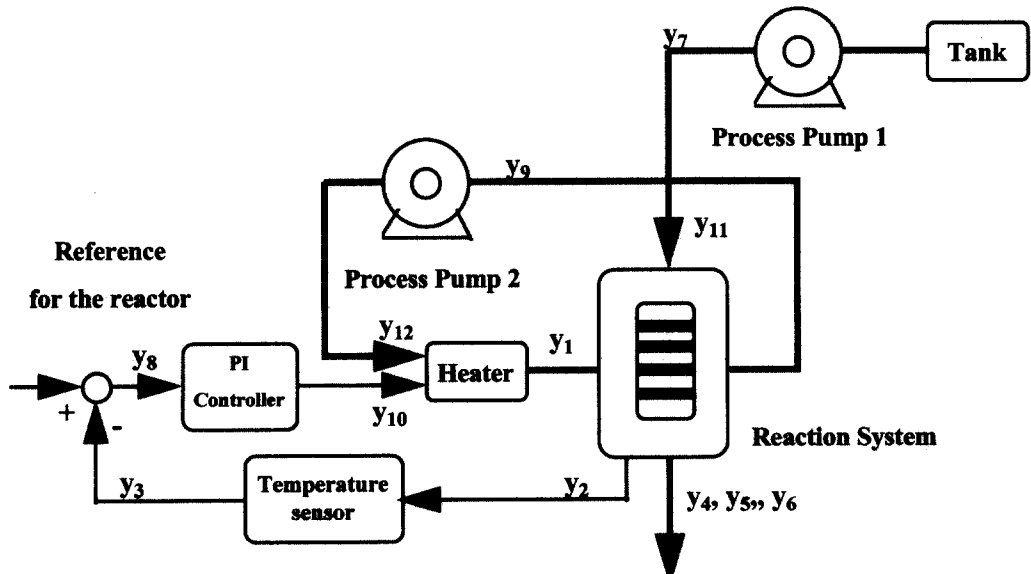 y7
Tank
Process Pump 1
y9
y11
Reference
for the reactor
Process Pump 2
y12
y1
y8
PI
Controller
Heater
+
-
y10
Reaction System
y3
Temperature
sensor
y2
y4, y5,, y6